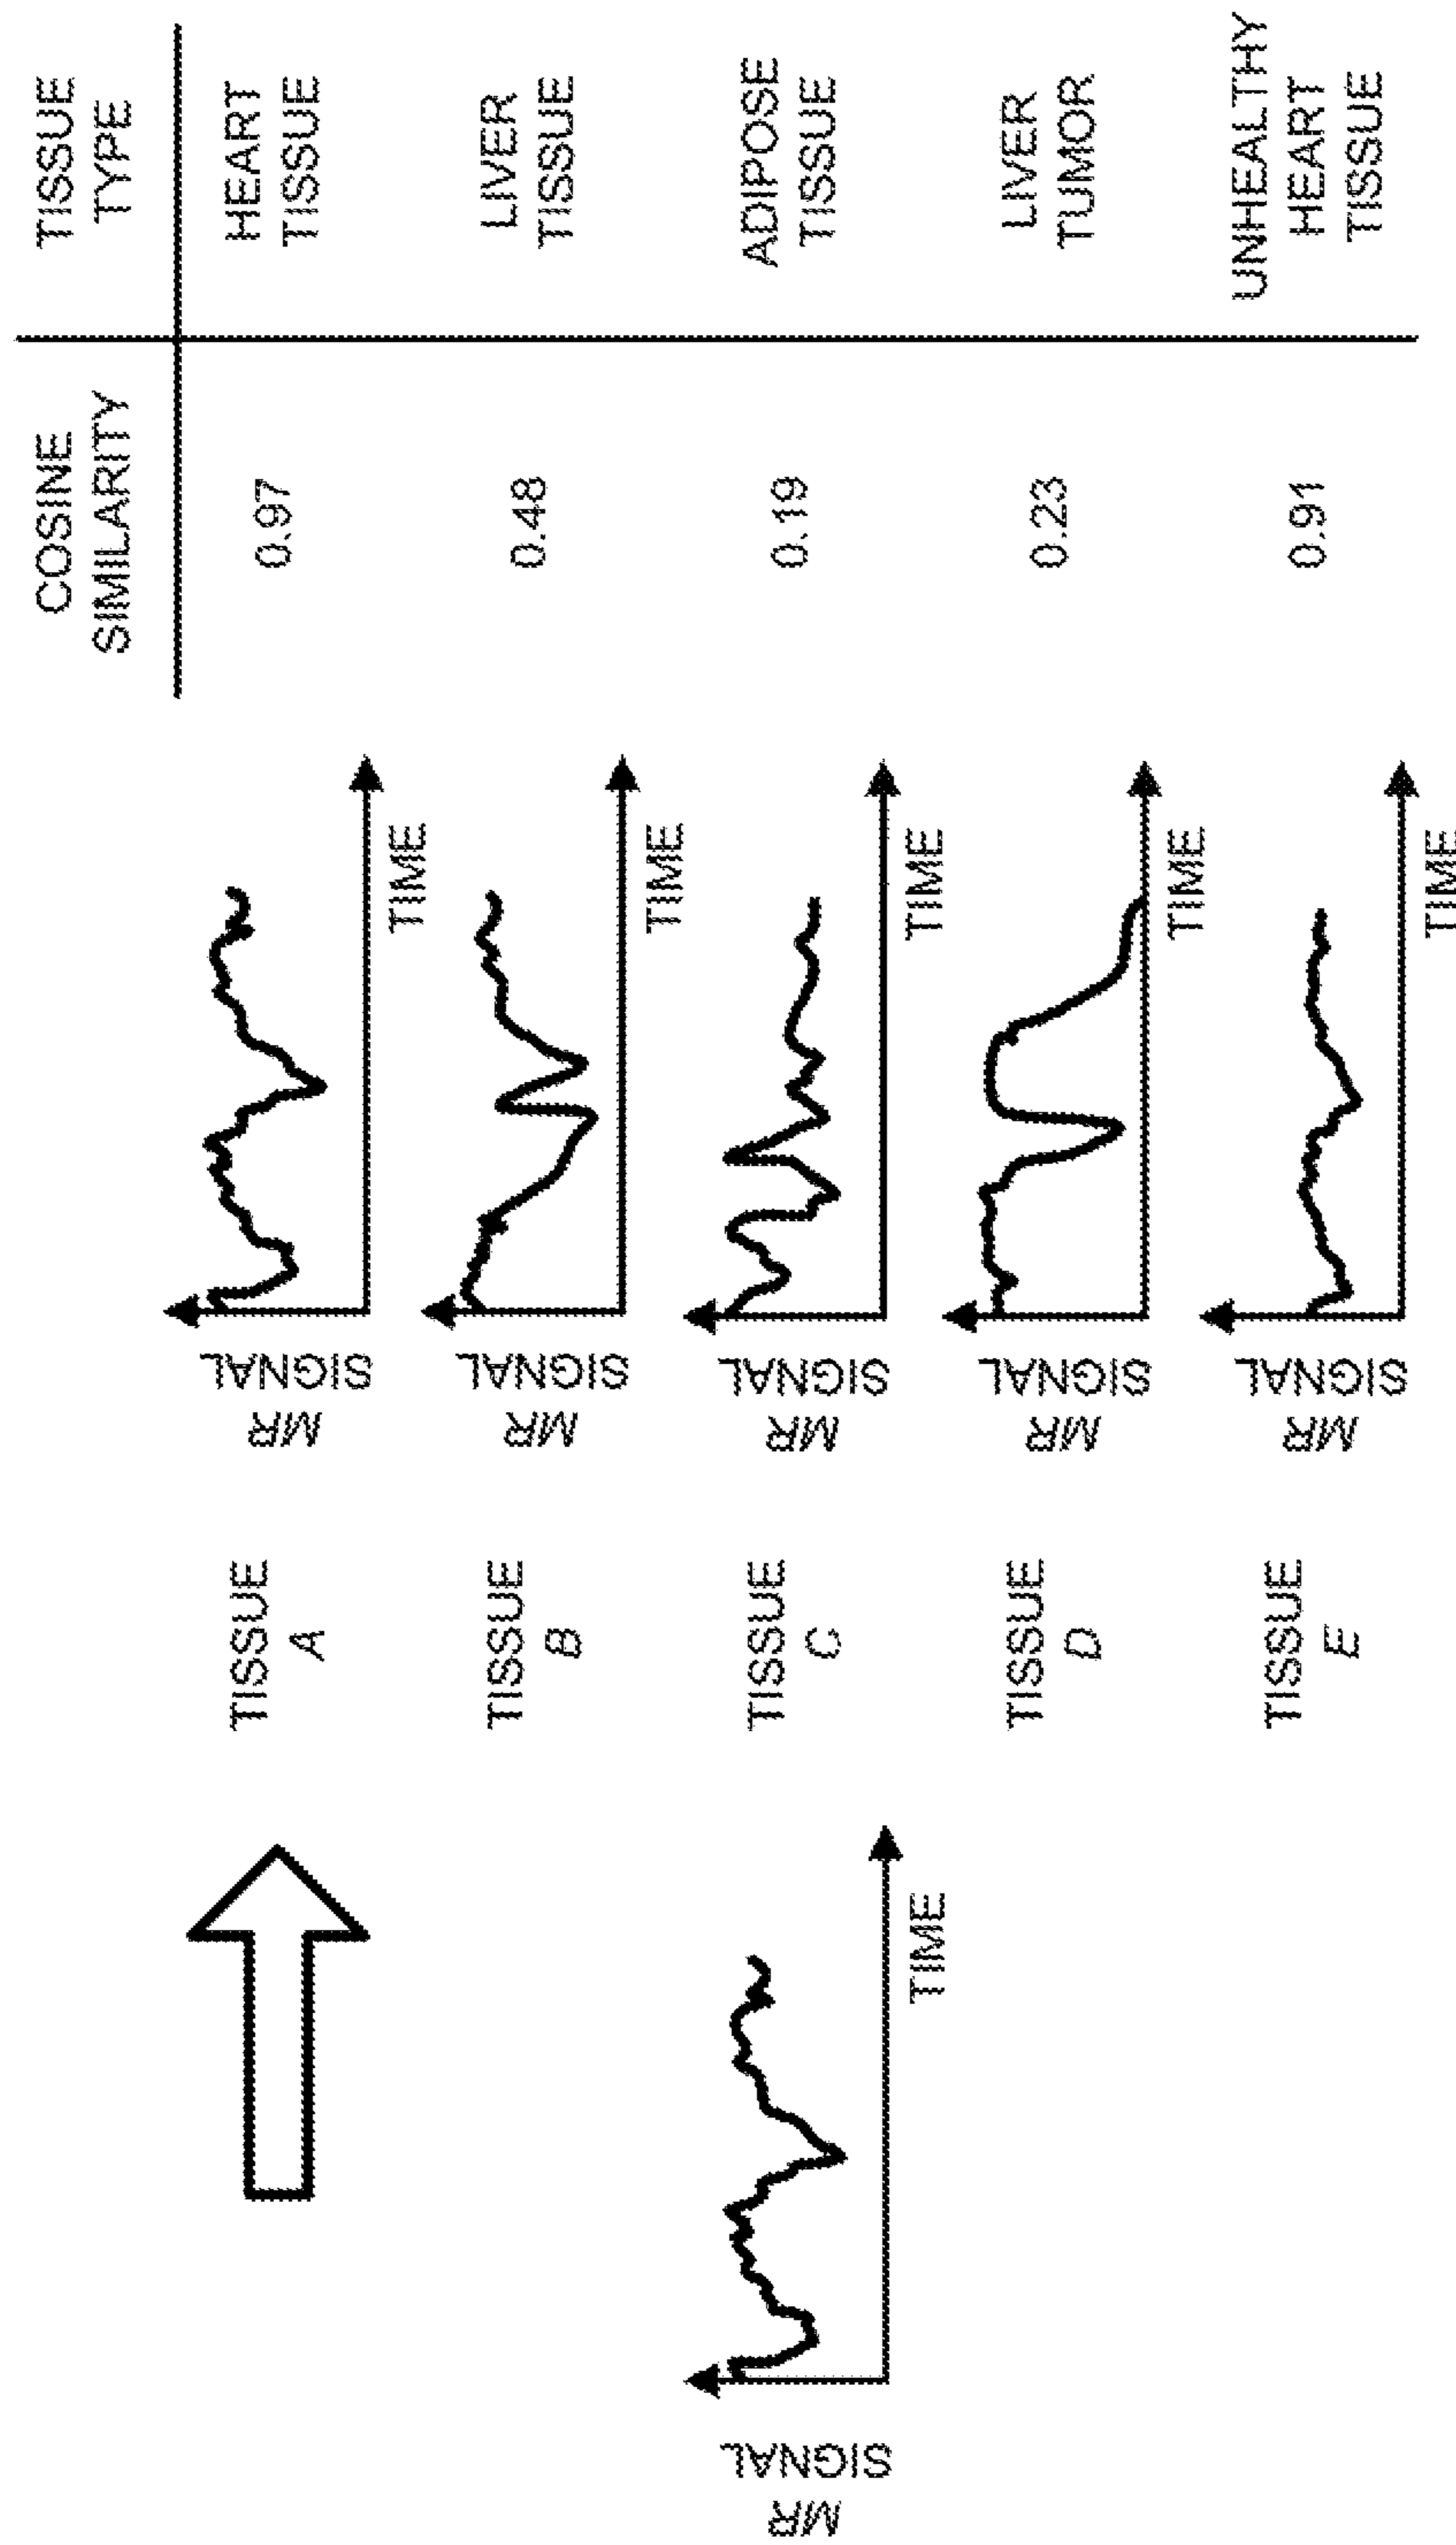 COSINE
SIMILARITY
TISSUE
TYPE
MR
SIGNAL
TIME
TISSUE
A
MR
SIGNAL
TIME
0.97
HEART
TISSUE
TISSUE
B
MR
SIGNAL
TIME
0.48
LIVER
TISSUE
TISSUE
C
MR
SIGNAL
TIME
0.19
ADIPOSE
TISSUE
TISSUE
D
MR
SIGNAL
TIME
0.23
LIVER
TUMOR
TISSUE
E
MR
SIGNAL
TIME
0.91
UNHEALTHY
HEART
TISSUE